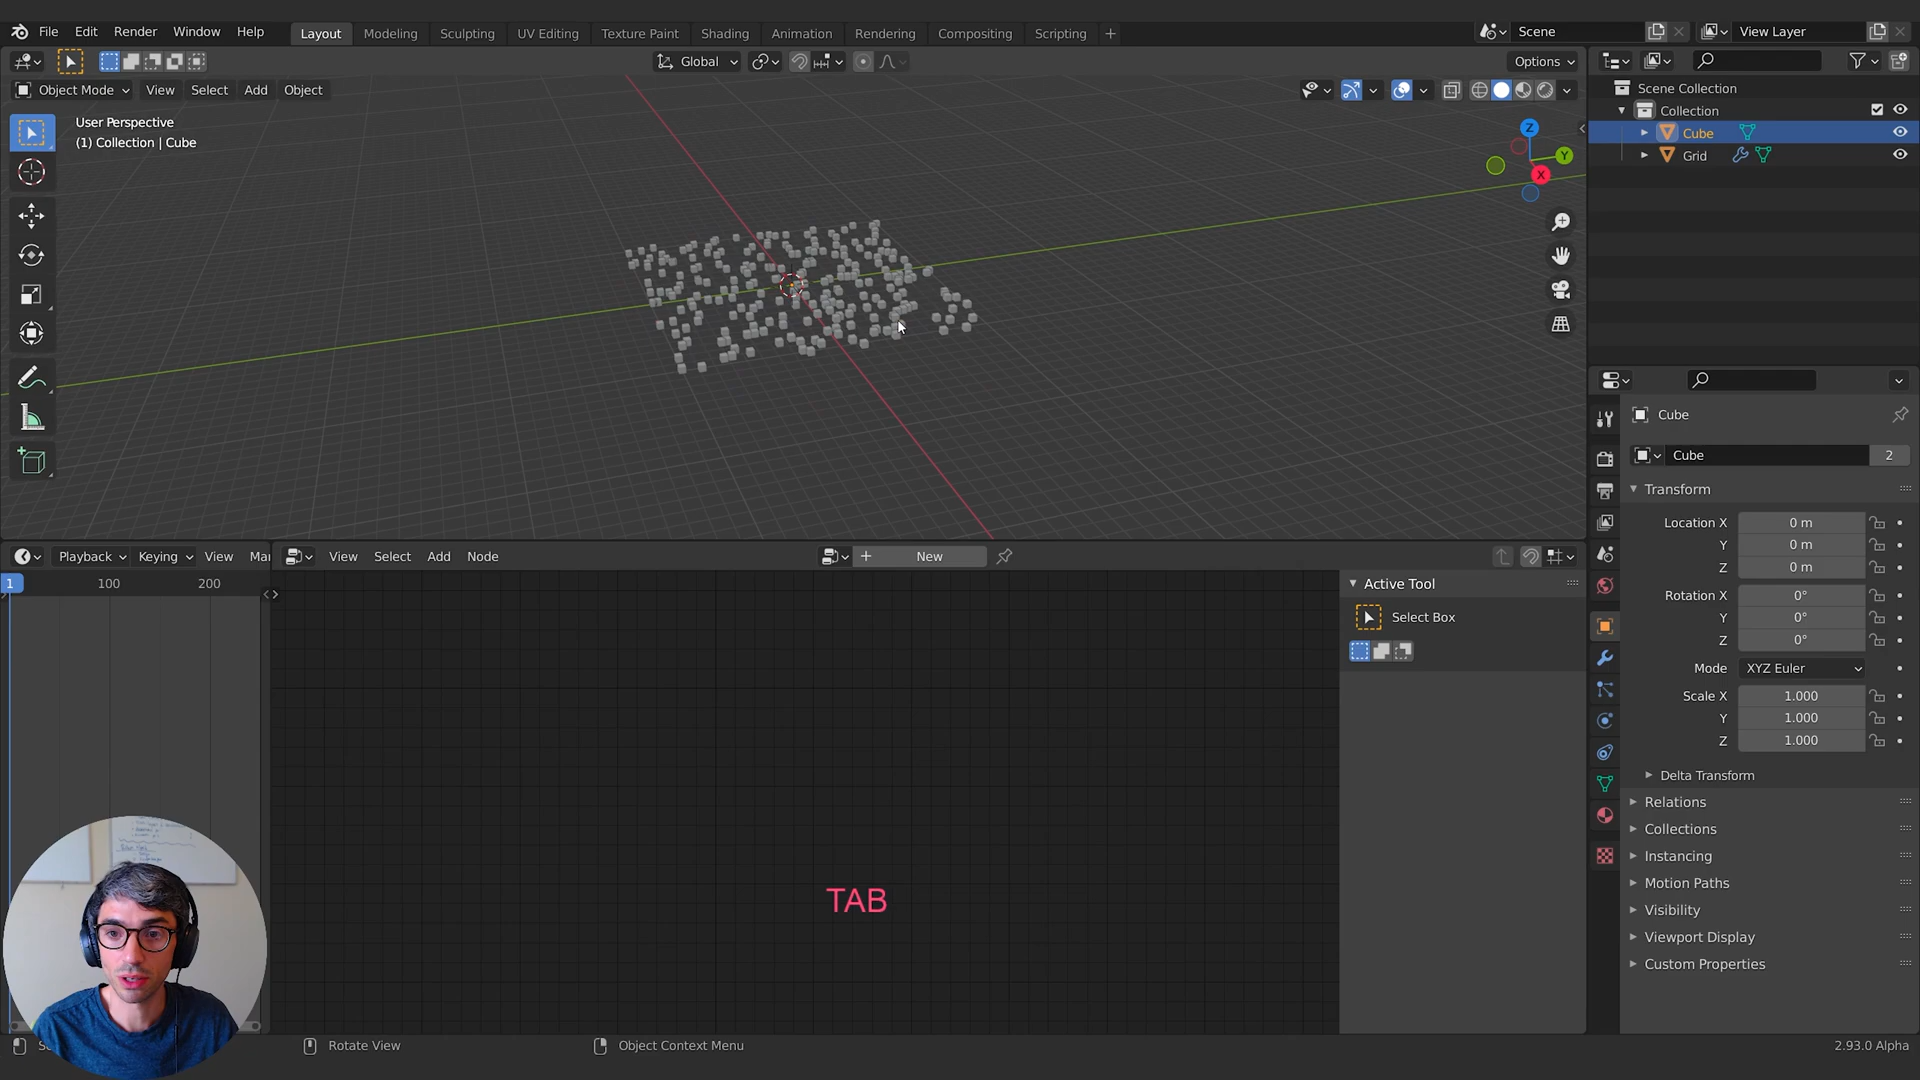 File Edit Render Window Help Layout Modeling Sculpting UV Editing Texture Paint Shading Animation Rendering Compositing Scripting Scene View Layer
Global Options
Object Mode View Select Add Object
User Perspective
(1) Collection | Cube
Z
Y
X
Scene Collection
Collection
Cube
Grid
Cube
Cube 2
Transform
Location X 0 m
Y 0 m
Z 0 m
Rotation X 0°
Y 0°
Z 0°
Mode XYZ Euler
Scale X 1.000
Y 1.000
Z 1.000
Delta Transform
Relations
Collections
Instancing
Motion Paths
Visibility
Viewport Display
Custom Properties
Playback Keying View Mar
1 100 200
View Select Add Node New
Active Tool
Select Box
TAB
Rotate View Object Context Menu 2.93.0 Alpha